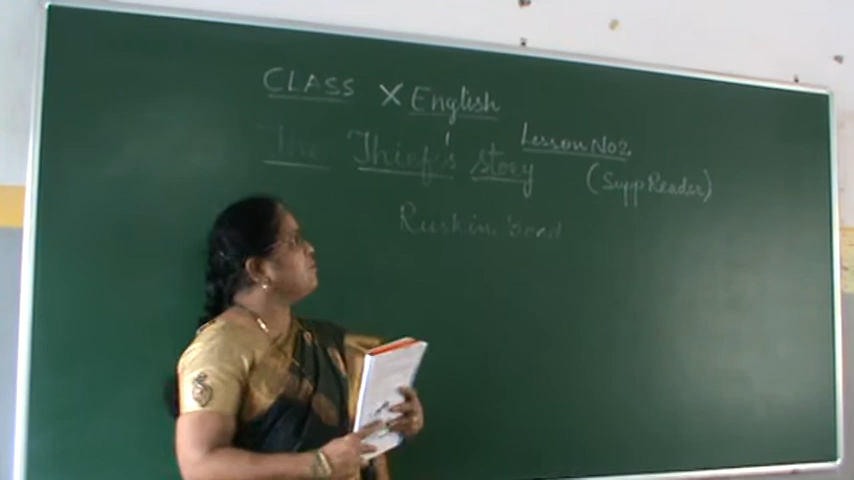 CLASS X English
Lesson No 2.
The Thief's story
(Supp Reader)
Ruskin bond